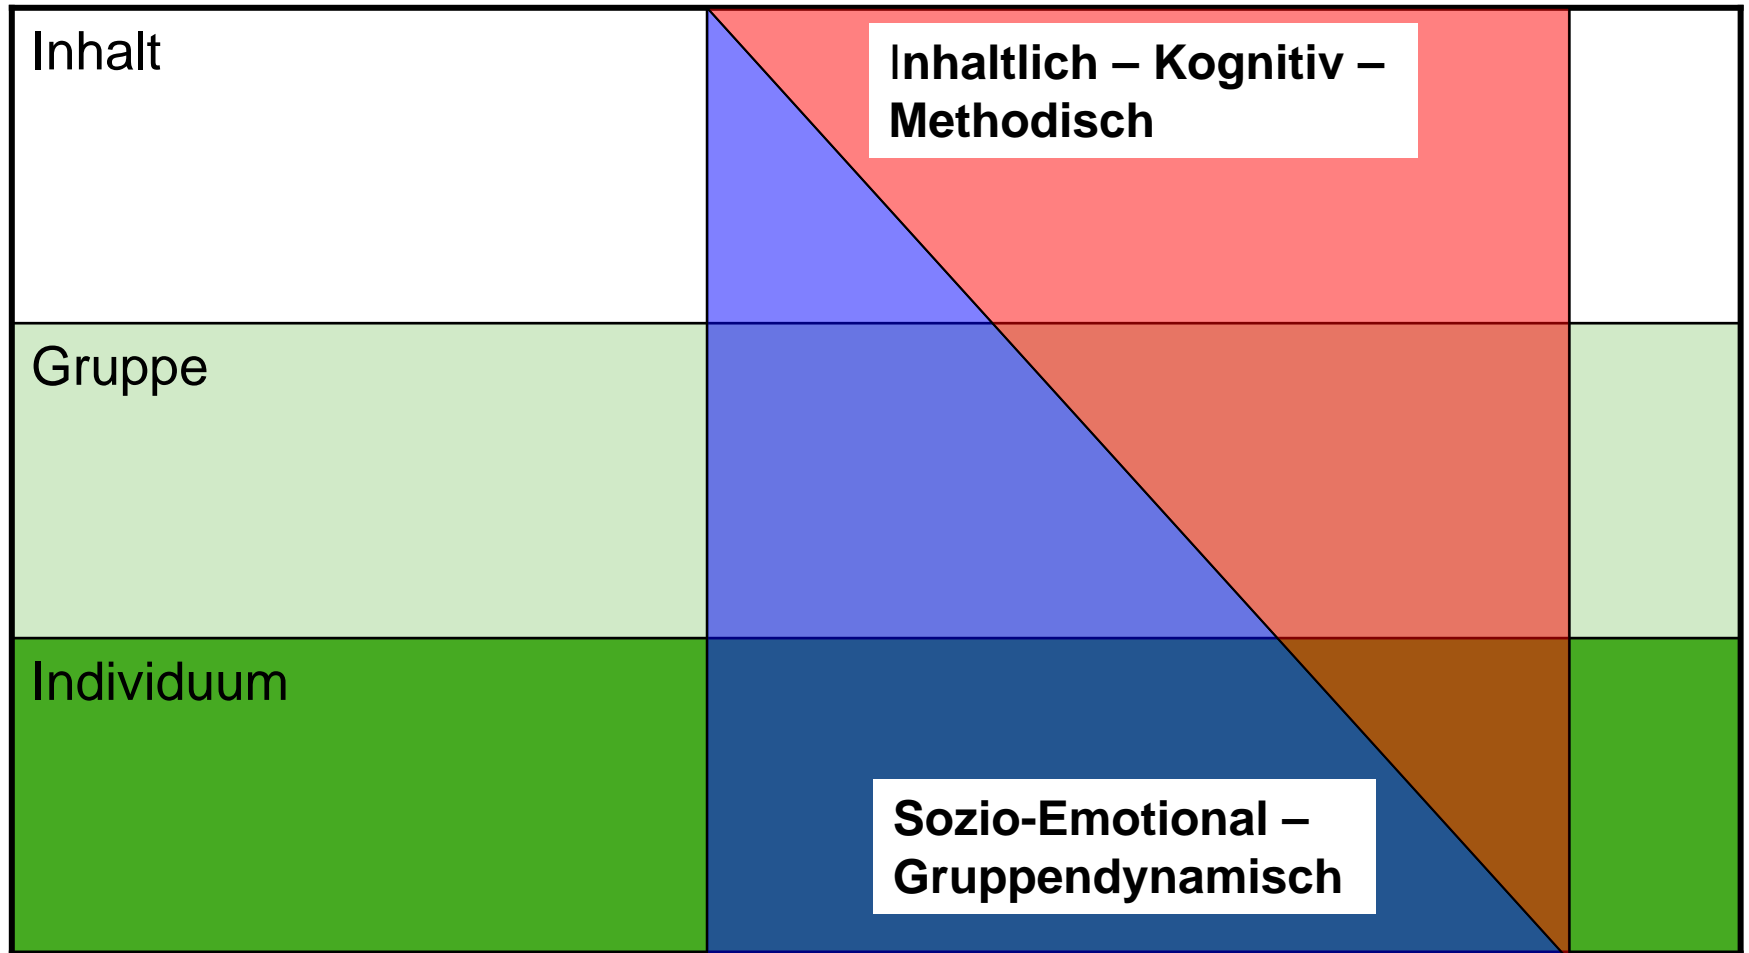 Inhalt
Inhaltlich – Kognitiv –
Methodisch
Gruppe
Individuum
Sozio-Emotional –
Gruppendynamisch